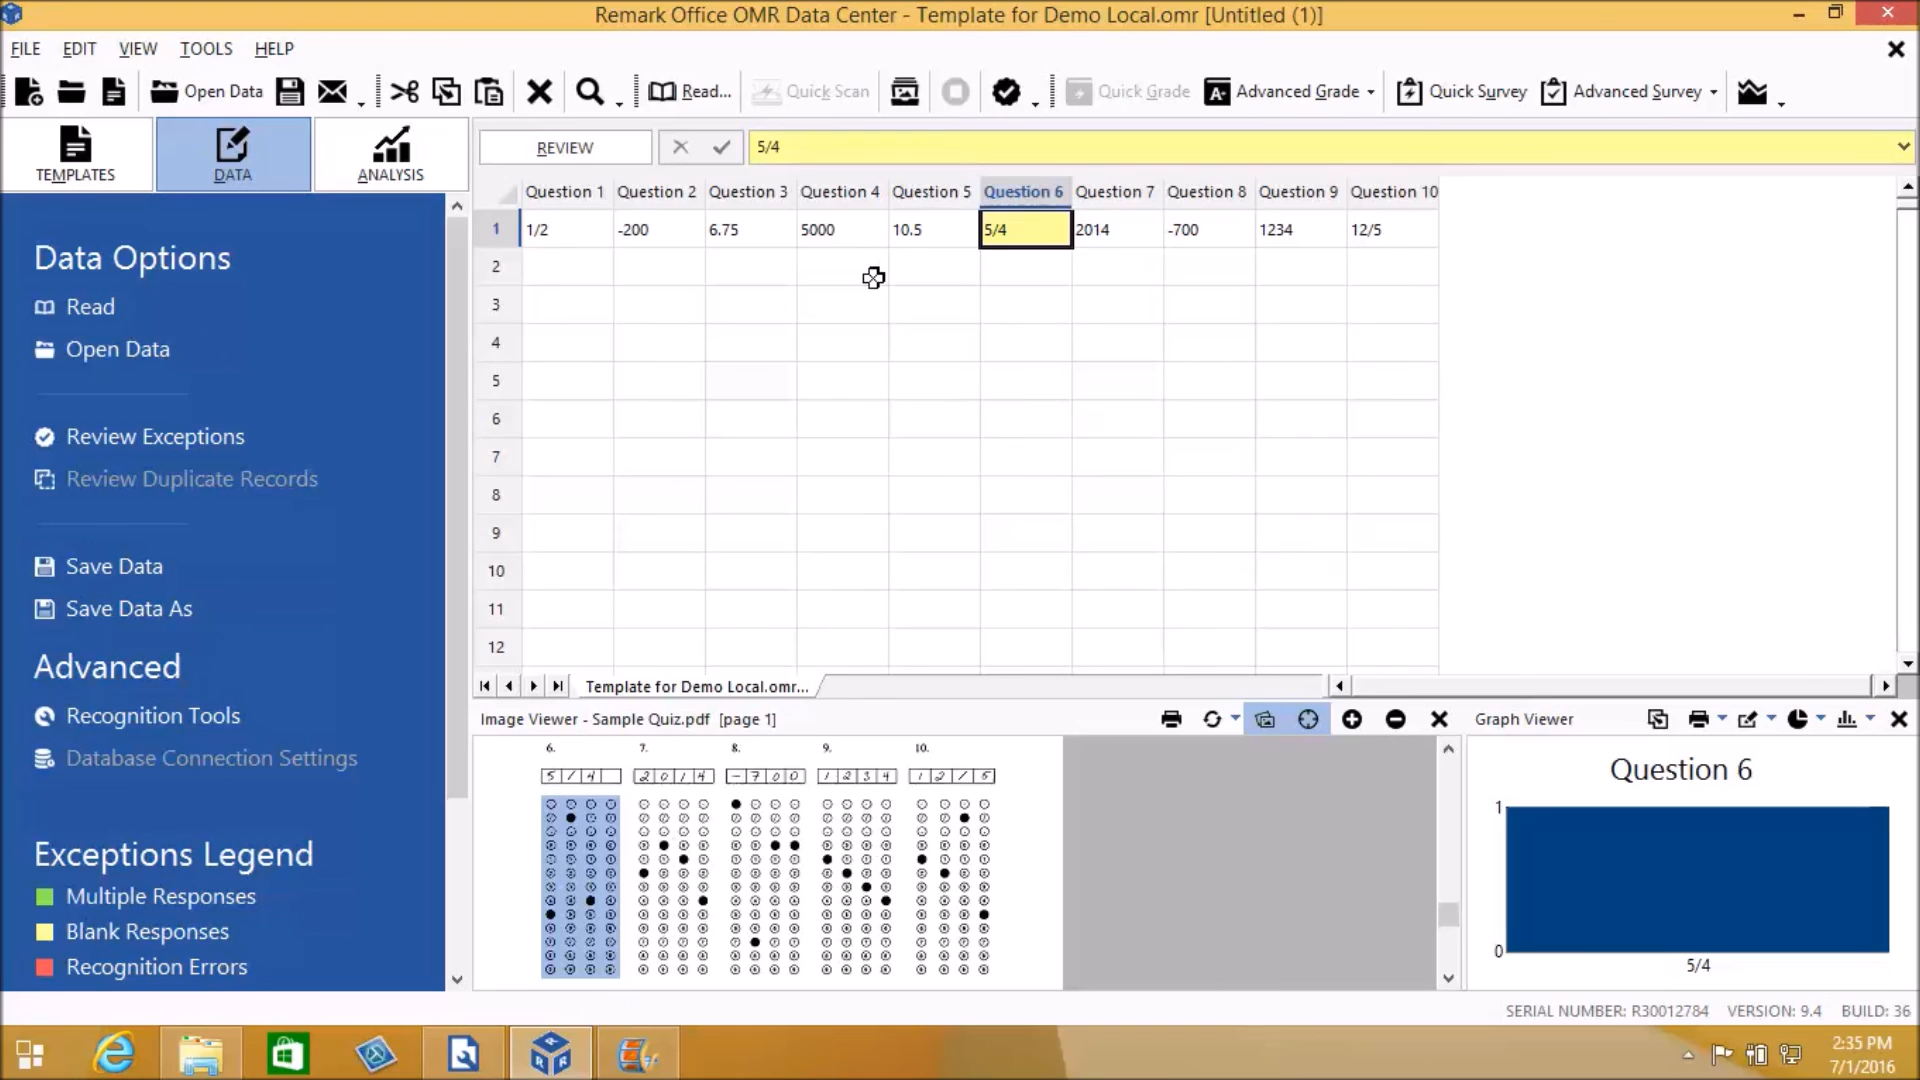 Remark Office OMR Data Center - Template for Demo Local.omr [Untitled (1)]
FILE EDIT VIEW TOOLS HELP
Open Data Read... Quick Scan Quick Grade Advanced Grade Quick Survey Advanced Survey
TEMPLATES DATA ANALYSIS
REVIEW 5/4
Question 1 Question 2 Question 3 Question 4 Question 5 Question 6 Question 7 Question 8 Question 9 Question 10
1 1/2 -200 6.75 5000 10.5 5/4 2014 -700 1234 12/5
2
3
4
5
6
7
8
9
10
11
12
Data Options
Read
Open Data
Review Exceptions
Review Duplicate Records
Save Data
Save Data As
Advanced
Recognition Tools
Database Connection Settings
Exceptions Legend
Multiple Responses
Blank Responses
Recognition Errors
Template for Demo Local.omr...
Image Viewer - Sample Quiz.pdf [page 1]
6. 7. 8. 9. 10.
5/4 2014 -700 1234 12/5
Graph Viewer
Question 6
1
0
5/4
SERIAL NUMBER: R30012784 VERSION: 9.4 BUILD: 36
2:35 PM
7/1/2016